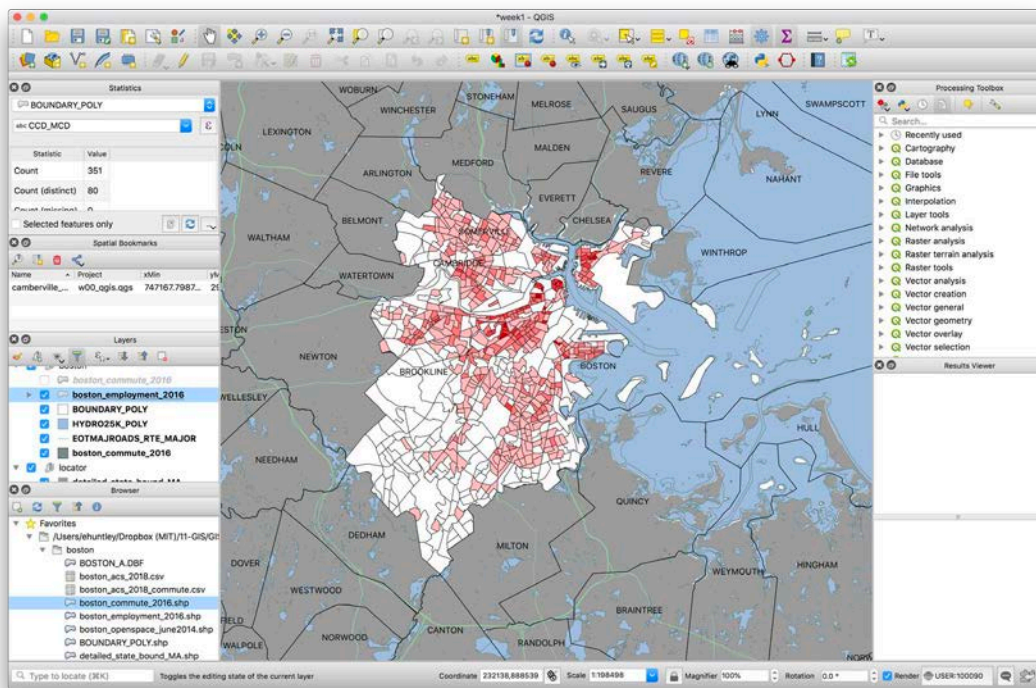 *week1 - QGIS
Statistics
BOUNDARY_POLY
abc CCD_MCD
ε
Statistic Value
Count 351
Count (distinct) 80
Count (missing) 0
Selected features only
Spatial Bookmarks
Name Project xMin
camberville_... w00_qgis.qgs 747167.7987...
Layers
boston_commute_2016
boston_employment_2016
BOUNDARY_POLY
HYDRO25K_POLY
EOTMAJROADS_RTE_MAJOR
boston_commute_2016
locator
detailed_state_bound_MA
Browser
Favorites
/Users/ehuntley/Dropbox (MIT)/11-GIS/GI
boston
BOSTON_A.DBF
boston_acs_2018.csv
boston_acs_2018_commute.csv
boston_commute_2016.shp
boston_employment_2016.shp
boston_openspace_june2014.shp
BOUNDARY_POLY.shp
detailed_state_bound_MA.shp
WOBURN
STONEHAM
WINCHESTER
MELROSE
SAUGUS
LYNN
SWAMPSCOTT
LEXINGTON
COLN
MALDEN
MEDFORD
REVERE
NAHANT
ARLINGTON
EVERETT
CHELSEA
BELMONT
SOMERVILLE
WALTHAM
WINTHROP
CAMBRIDGE
WATERTOWN
ESTON
NEWTON
BROOKLINE
BOSTON
WELLESLEY
HULL
NEEDHAM
QUINCY
DEDHAM
MILTON
DOVER
WEYMOUTH
HINGHAM
WESTWOOD
BRAINTREE
FIELD
NORWOOD
CANTON
RANDOLPH
WALPOLE
NORW
Processing Toolbox
Search...
Recently used
Cartography
Database
File tools
Graphics
Interpolation
Layer tools
Network analysis
Raster analysis
Raster terrain analysis
Raster tools
Vector analysis
Vector creation
Vector general
Vector geometry
Vector overlay
Vector selection
Results Viewer
Type to locate (⌘K) Toggles the editing state of the current layer Coordinate 232138,888539 Scale 1:198498 Magnifier 100% Rotation 0.0 ° Render USER:100090